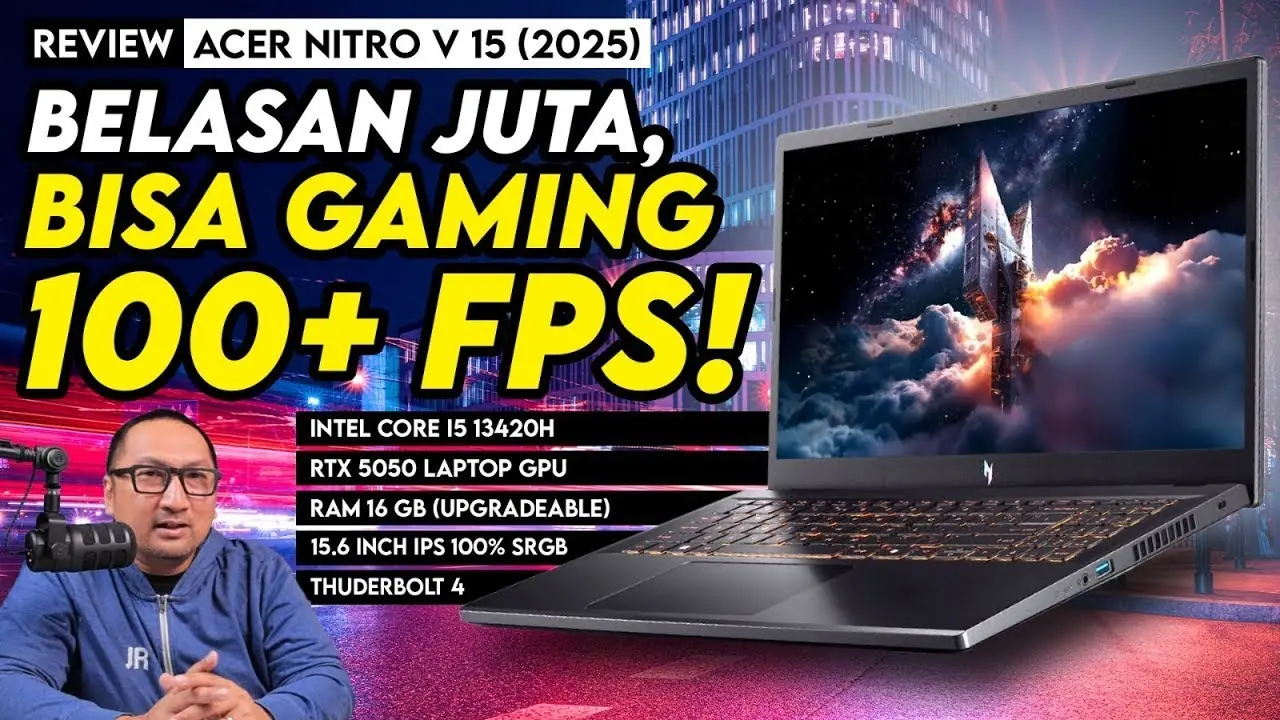 REVIEW ACER NITRO V 15 (2025)
BELASAN JUTA,
BISA GAMING
100+ FPS!
INTEL CORE I5 13420H
RTX 5050 LAPTOP GPU
RAM 16 GB (UPGRADEABLE)
15.6 INCH IPS 100% SRGB
THUDERBOLT 4
JR